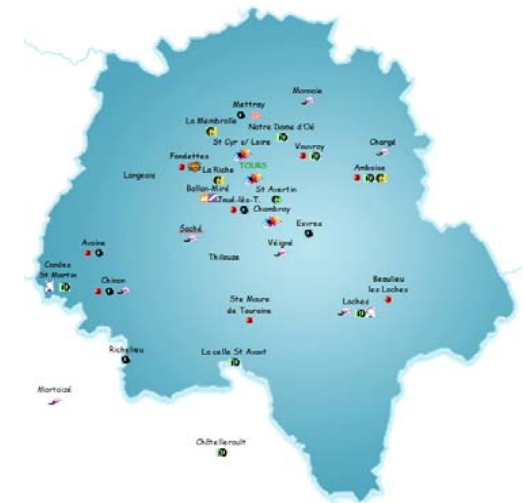 Monnaie
Mettray
La Membrolle
Notre Dame d'Oé
St Cyr s/ Loire
Vouvray
Chargé
Fondettes
TOURS
Amboise
Langeais
La Riche
Ballan-Miré
St Avertin
Joué-lès-T.
Chambray
Saché
Esvres
Avoine
Véigné
Thilouze
Candes
St Martin
Chinon
Beaulieu
les Loches
Ste Maure
de Touraine
Loches
Richelieu
La celle St Avant
Martaizé
Châtellerault